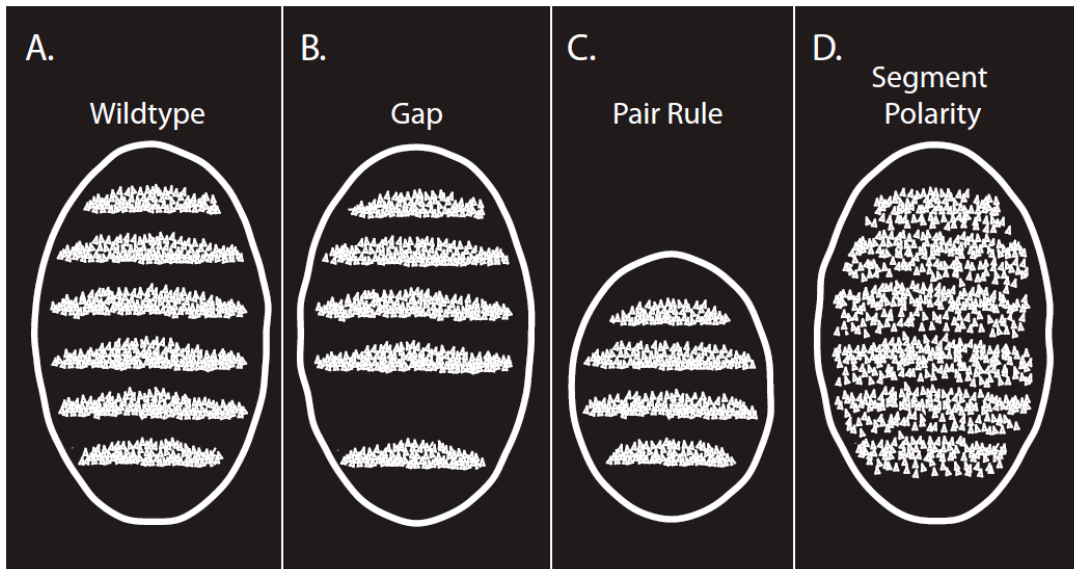 A.
Wildtype
B.
Gap
C.
Pair Rule
D.
Segment
Polarity